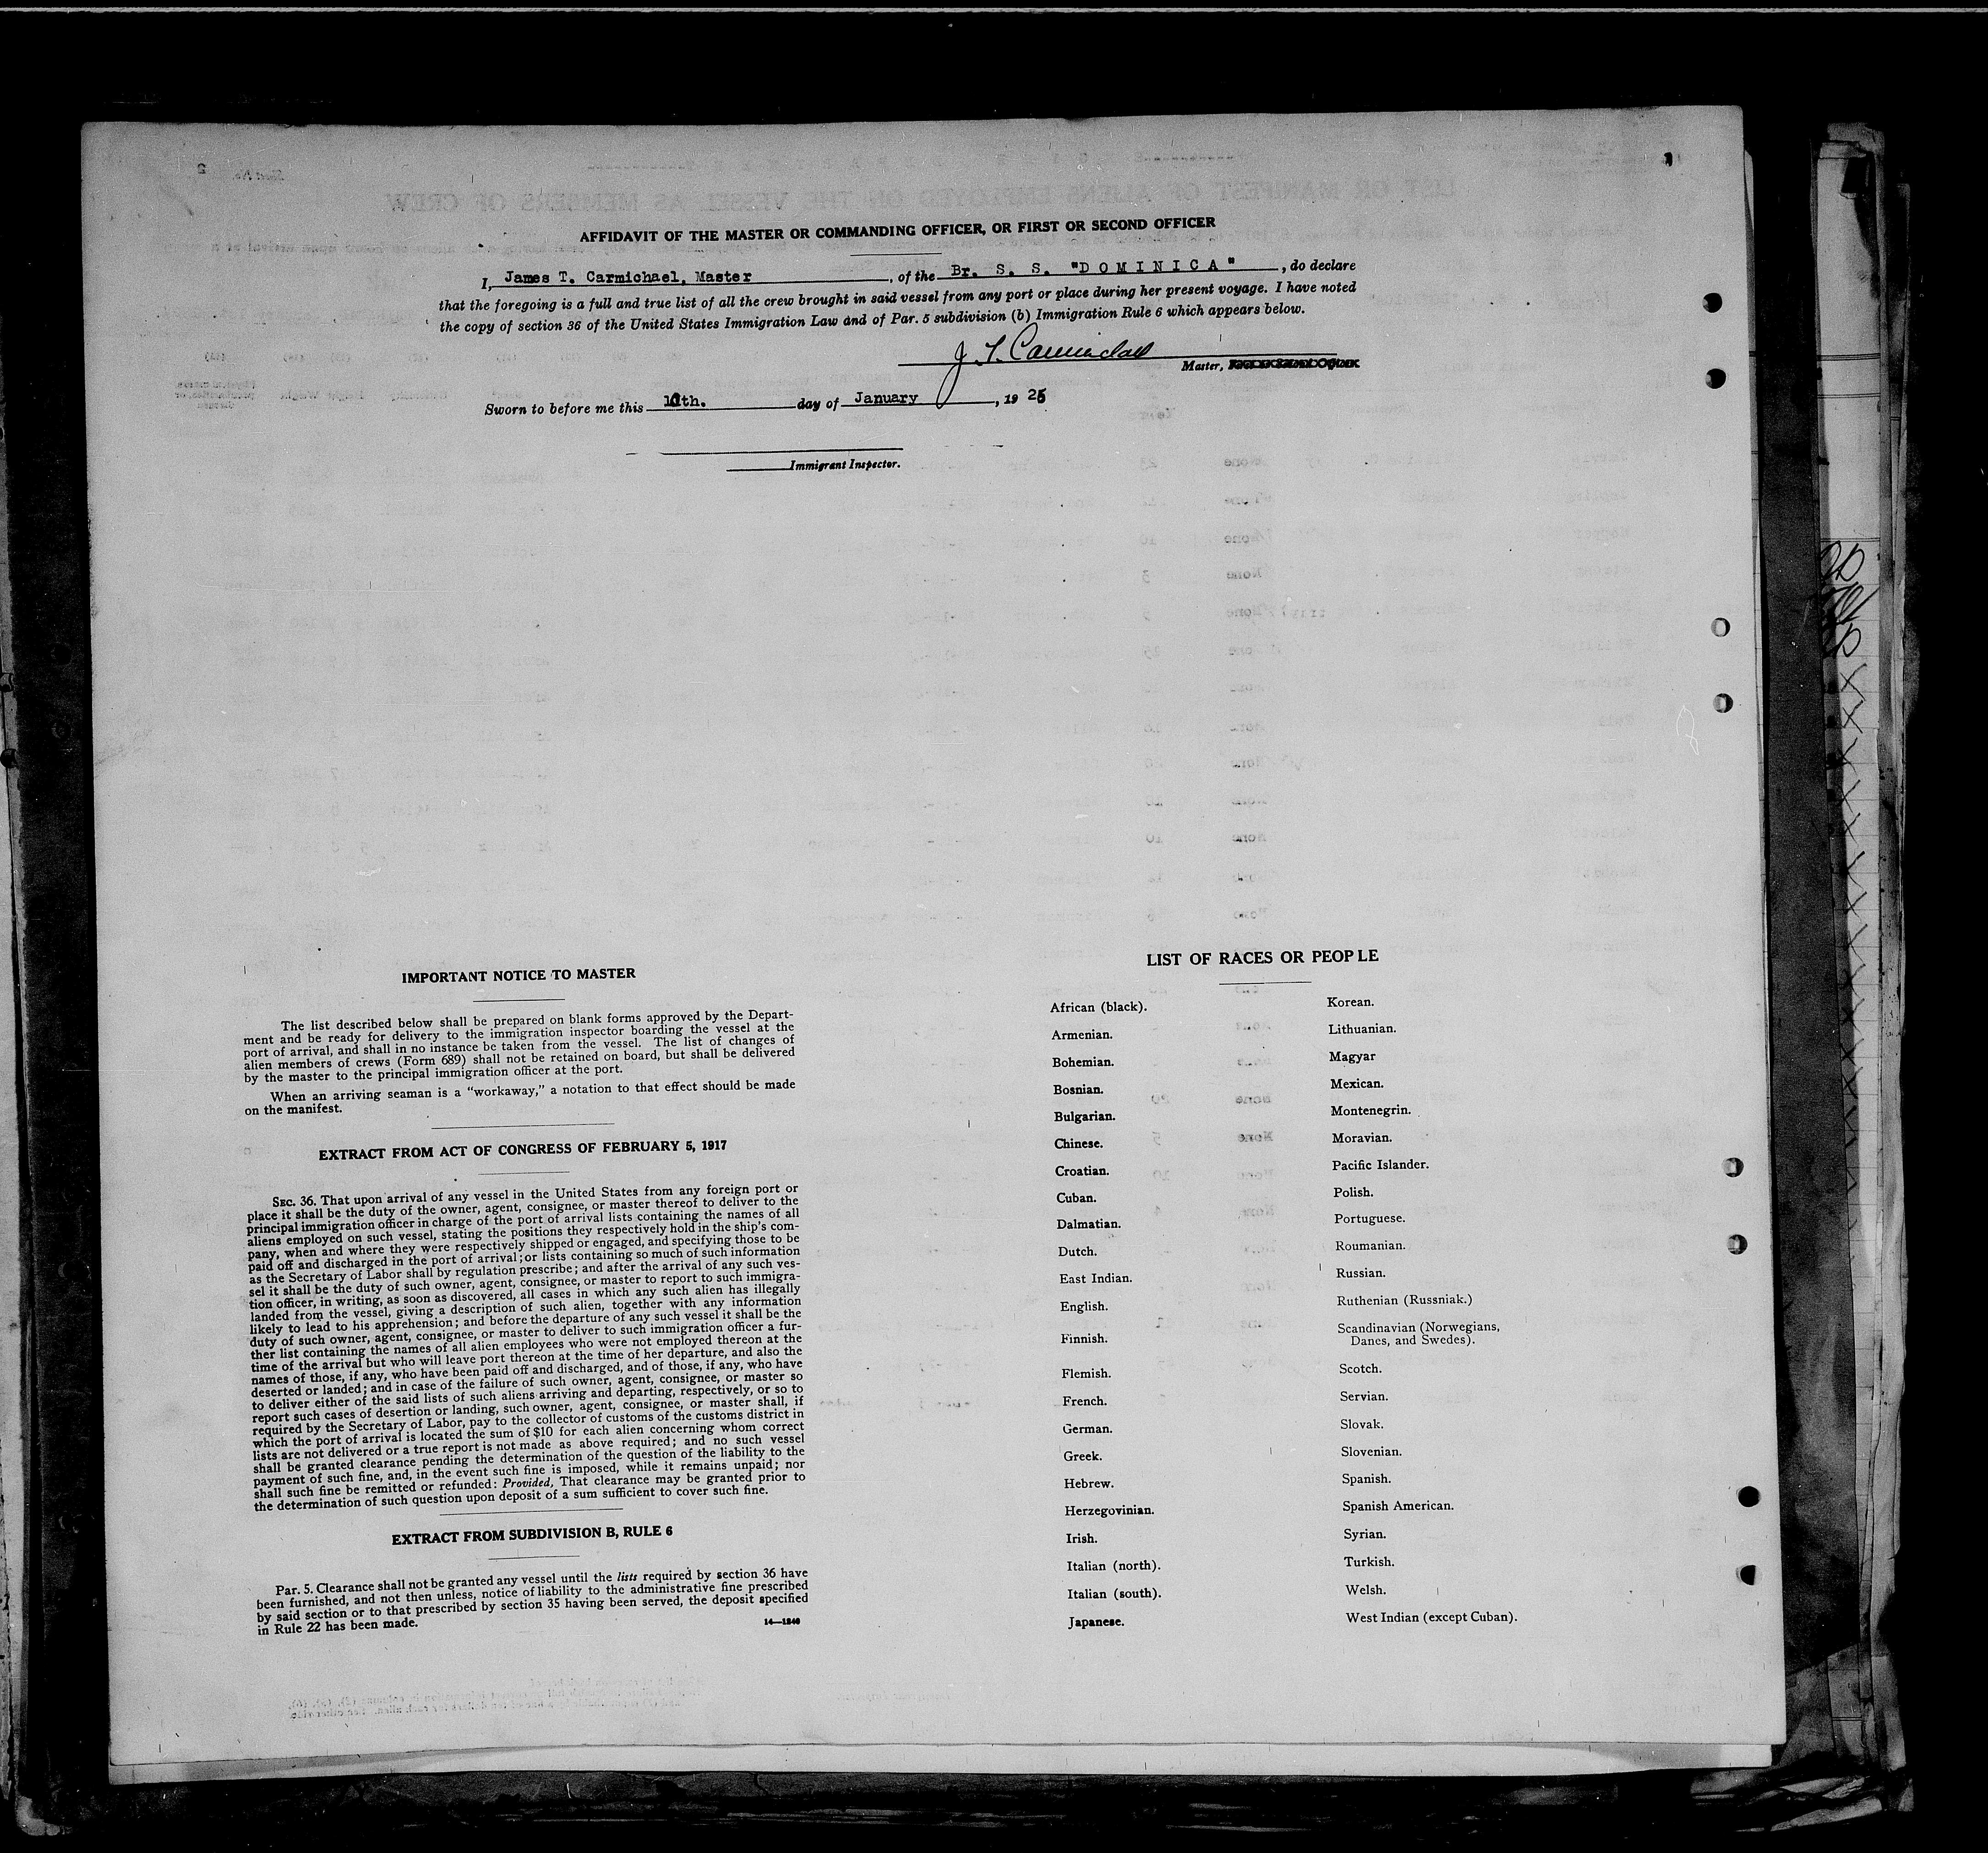 AFFIDAVIT OF THE MASTER OR COMMANDING OFFICER, OR FIRST OR SECOND OFFICER
I, James T. Carmichael, Master, of the Br. S. S. "DOMINICA", do declare
that the foregoing is a full and true list of all the crew brought in said vessel from any port or place during her present voyage. I have noted
the copy of section 36 of the United States Immigration Law and of Par. 5 subdivision (b) Immigration Rule 6 which appears below.
J. T. Carmichael
Master,
Sworn to before me this day of January, 19
Immigrant Inspector.
IMPORTANT NOTICE TO MASTER
The list described below shall be prepared on blank forms approved by the Depart-
ment and be ready for delivery to the immigration inspector boarding the vessel at the
port of arrival, and shall in no instance be taken from the vessel. The list of changes of
alien members of crews (Form 689) shall not be retained on board, but shall be delivered
by the master to the principal immigration officer at the port.
When an arriving seaman is a "workaway," a notation to that effect should be made
on the manifest.
EXTRACT FROM ACT OF CONGRESS OF FEBRUARY 5, 1917
SEC. 36. That upon arrival of any vessel in the United States from any foreign port or
place it shall be the duty of the owner, agent, consignee, or master thereof to deliver to the
principal immigration officer in charge of the port of arrival lists containing the names of all
aliens employed on such vessel, stating the positions they respectively hold in the ship's com-
pany, when and where they were respectively shipped or engaged, and specifying those to be
paid off and discharged in the port of arrival; or lists containing so much of such information
as the Secretary of Labor shall by regulation prescribe; and after the arrival of any such ves-
sel it shall be the duty of such owner, agent, consignee, or master to report to such immigra-
tion officer, in writing, as soon as discovered, all cases in which any such alien has illegally
landed from the vessel, giving a description of such alien, together with any information
likely to lead to his apprehension; and before the departure of any such vessel it shall be the
duty of such owner, agent, consignee, or master to deliver to such immigration officer a fur-
ther list containing the names of all alien employees who were not employed thereon at the
time of the arrival but who will leave port thereon at the time of her departure, and also the
names of those, if any, who have been paid off and discharged, and of those, if any, who have
deserted or landed; and in case of the failure of such owner, agent, consignee, or master so
to deliver either of the said lists of such aliens arriving and departing, respectively, or so to
report such cases of desertion or landing, such owner, agent, consignee, or master shall, if
required by the Secretary of Labor, pay to the collector of customs of the customs district in
which the port of arrival is located the sum of $10 for each alien concerning whom correct
lists are not delivered or a true report is not made as above required; and no such vessel
shall be granted clearance pending the determination of the question of the liability to the
payment of such fine, and, in the event such fine is imposed, while it remains unpaid; nor
shall such fine be remitted or refunded: Provided, That clearance may be granted prior to
the determination of such question upon deposit of a sum sufficient to cover such fine.
EXTRACT FROM SUBDIVISION B, RULE 6
Par. 5. Clearance shall not be granted any vessel until the lists required by section 36 have
been furnished, and not then unless, notice of liability to the administrative fine prescribed
by said section or to that prescribed by section 35 having been served, the deposit specified
in Rule 22 has been made.
14—1240
LIST OF RACES OR PEOPLE
African (black).
Armenian.
Bohemian.
Bosnian.
Bulgarian.
Chinese.
Croatian.
Cuban.
Dalmatian.
Dutch.
East Indian.
English.
Finnish.
Flemish.
French.
German.
Greek.
Hebrew.
Herzegovinian.
Irish.
Italian (north).
Italian (south).
Japanese.
Korean.
Lithuanian.
Magyar
Mexican.
Montenegrin.
Moravian.
Pacific Islander.
Polish.
Portuguese.
Roumanian.
Russian.
Ruthenian (Russniak.)
Scandinavian (Norwegians,
Danes, and Swedes).
Scotch.
Servian.
Slovak.
Slovenian.
Spanish.
Spanish American.
Syrian.
Turkish.
Welsh.
West Indian (except Cuban).